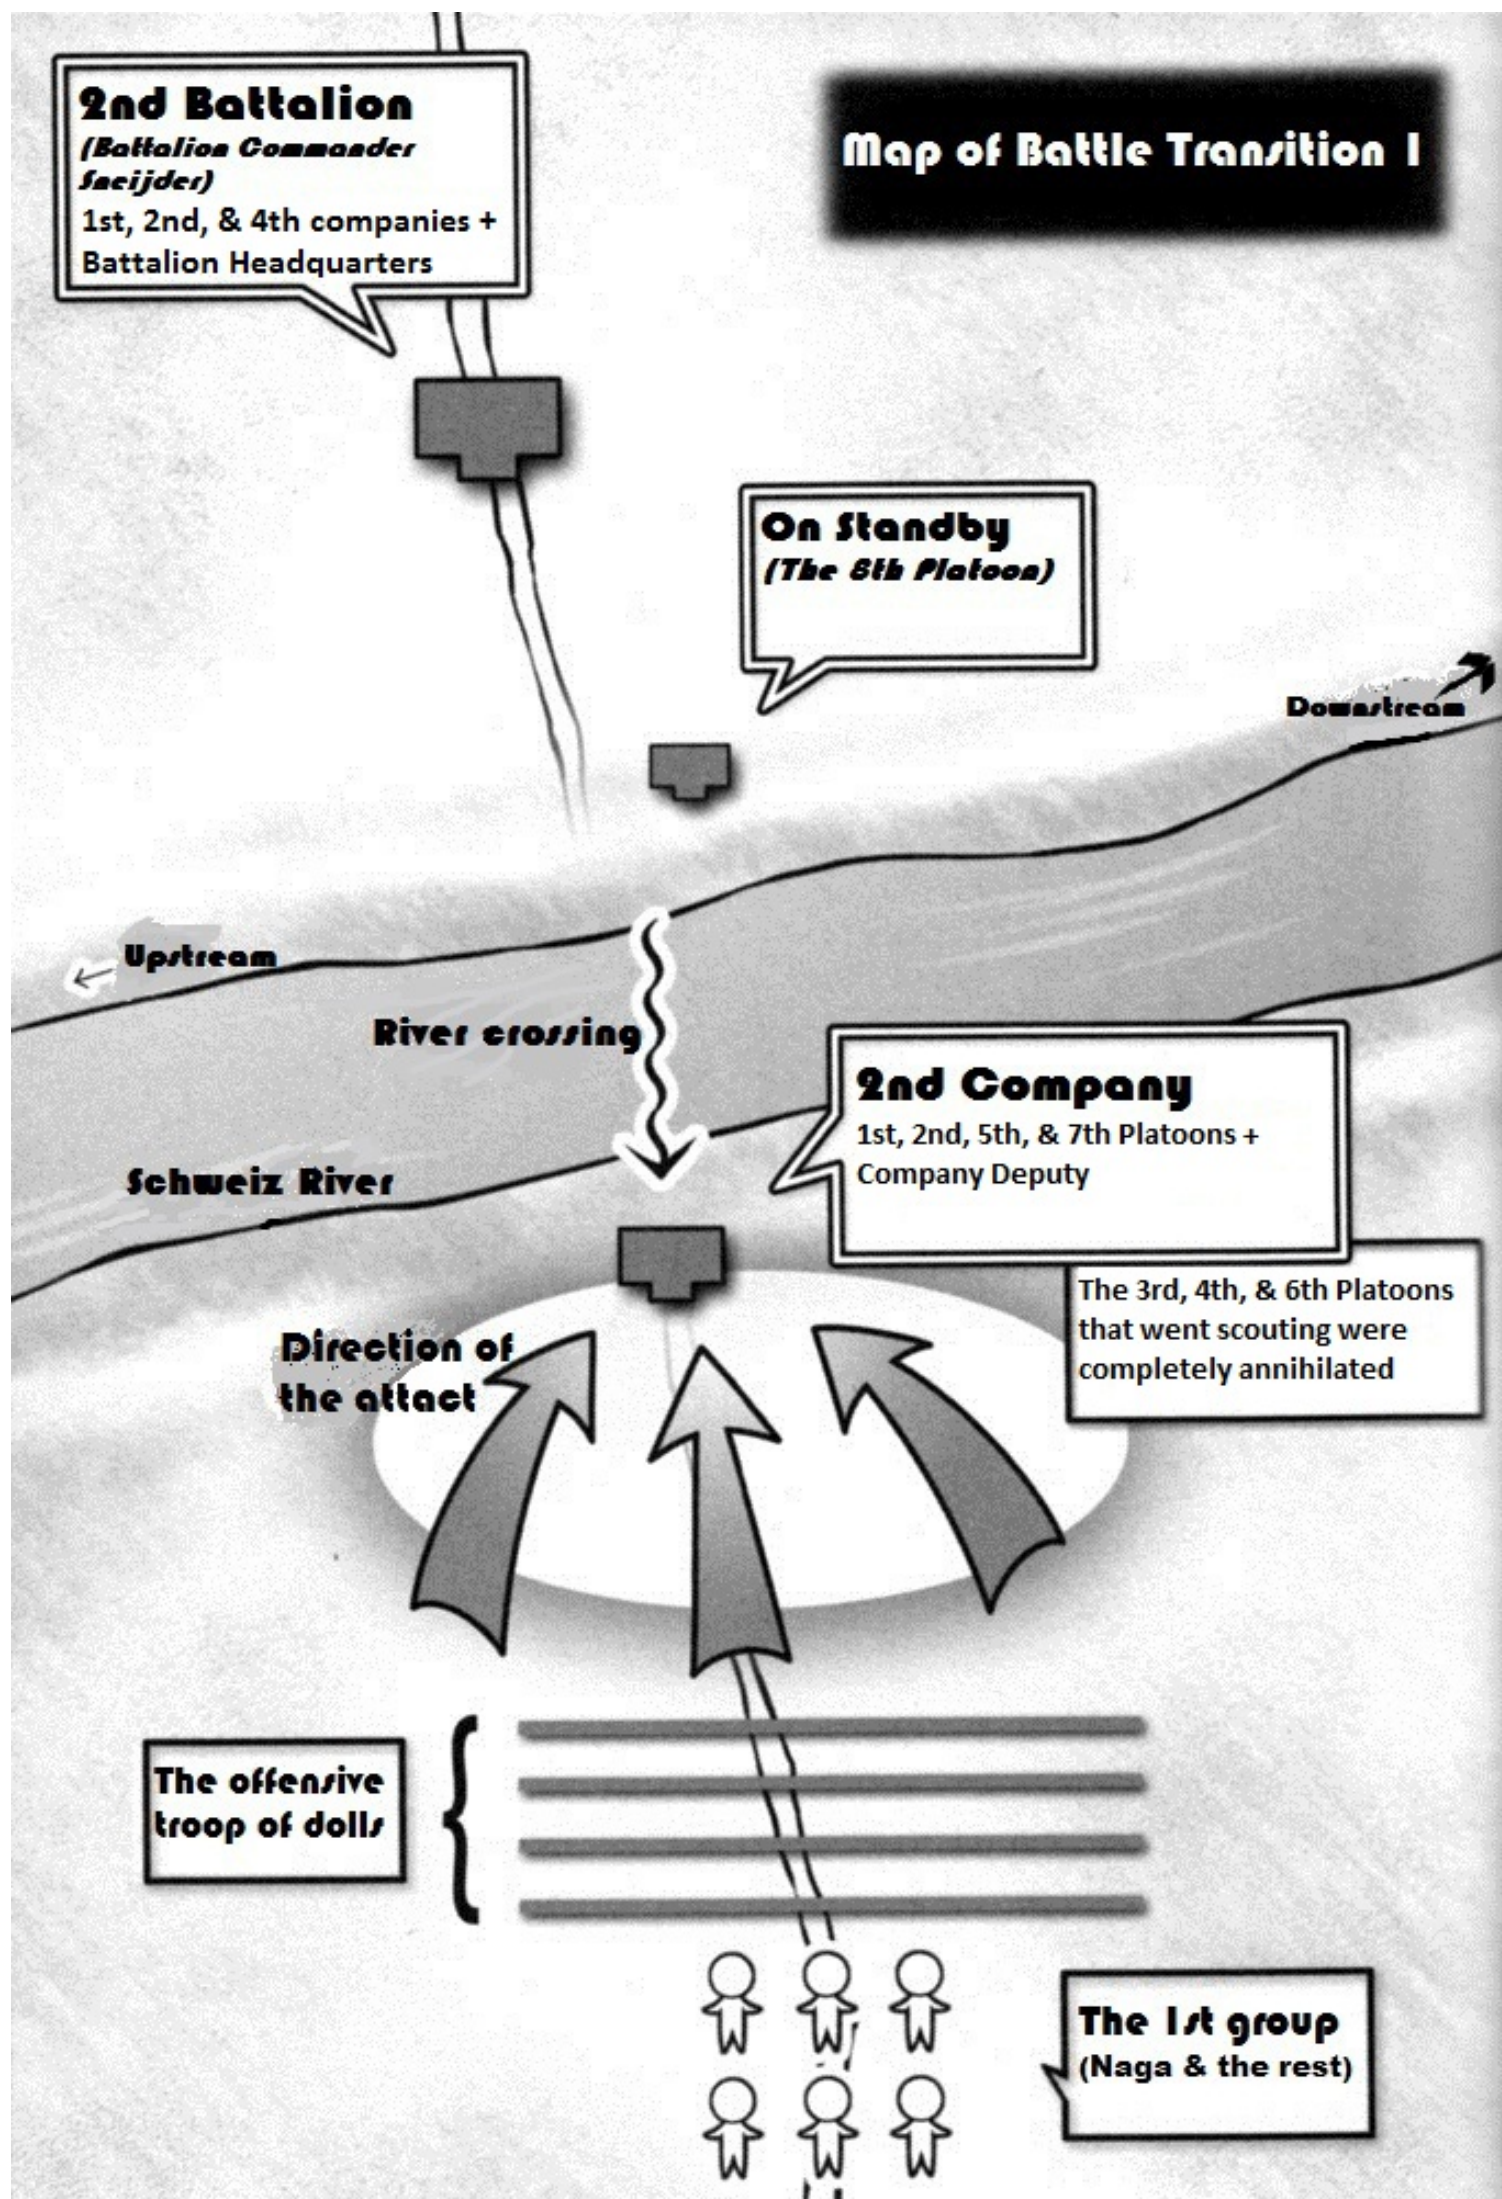 2nd Battalion
(Battalion Commander
Sneijder)
1st, 2nd, & 4th companies +
Battalion Headquarters
Map of Battle Transition 1
On Standby
(The 8th Platoon)
Downstream
Upstream
River crossing
2nd Company
1st, 2nd, 5th, & 7th Platoons +
Company Deputy
Schweiz River
The 3rd, 4th, & 6th Platoons
that went scouting were
completely annihilated
Direction of
the attact
The offensive
troop of dolls
The 1st group
(Naga & the rest)